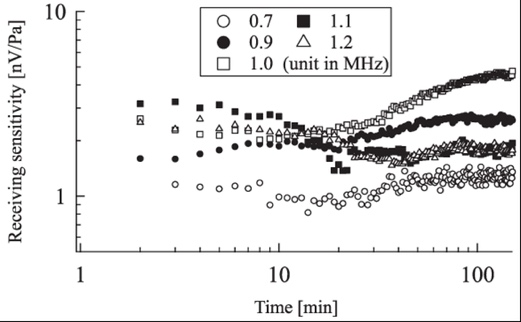 10
0.7 1.1
0.9 1.2
1.0 (unit in MHz)
Receiving sensitivity [nV/Pa]
1
1 10 100
Time [min]